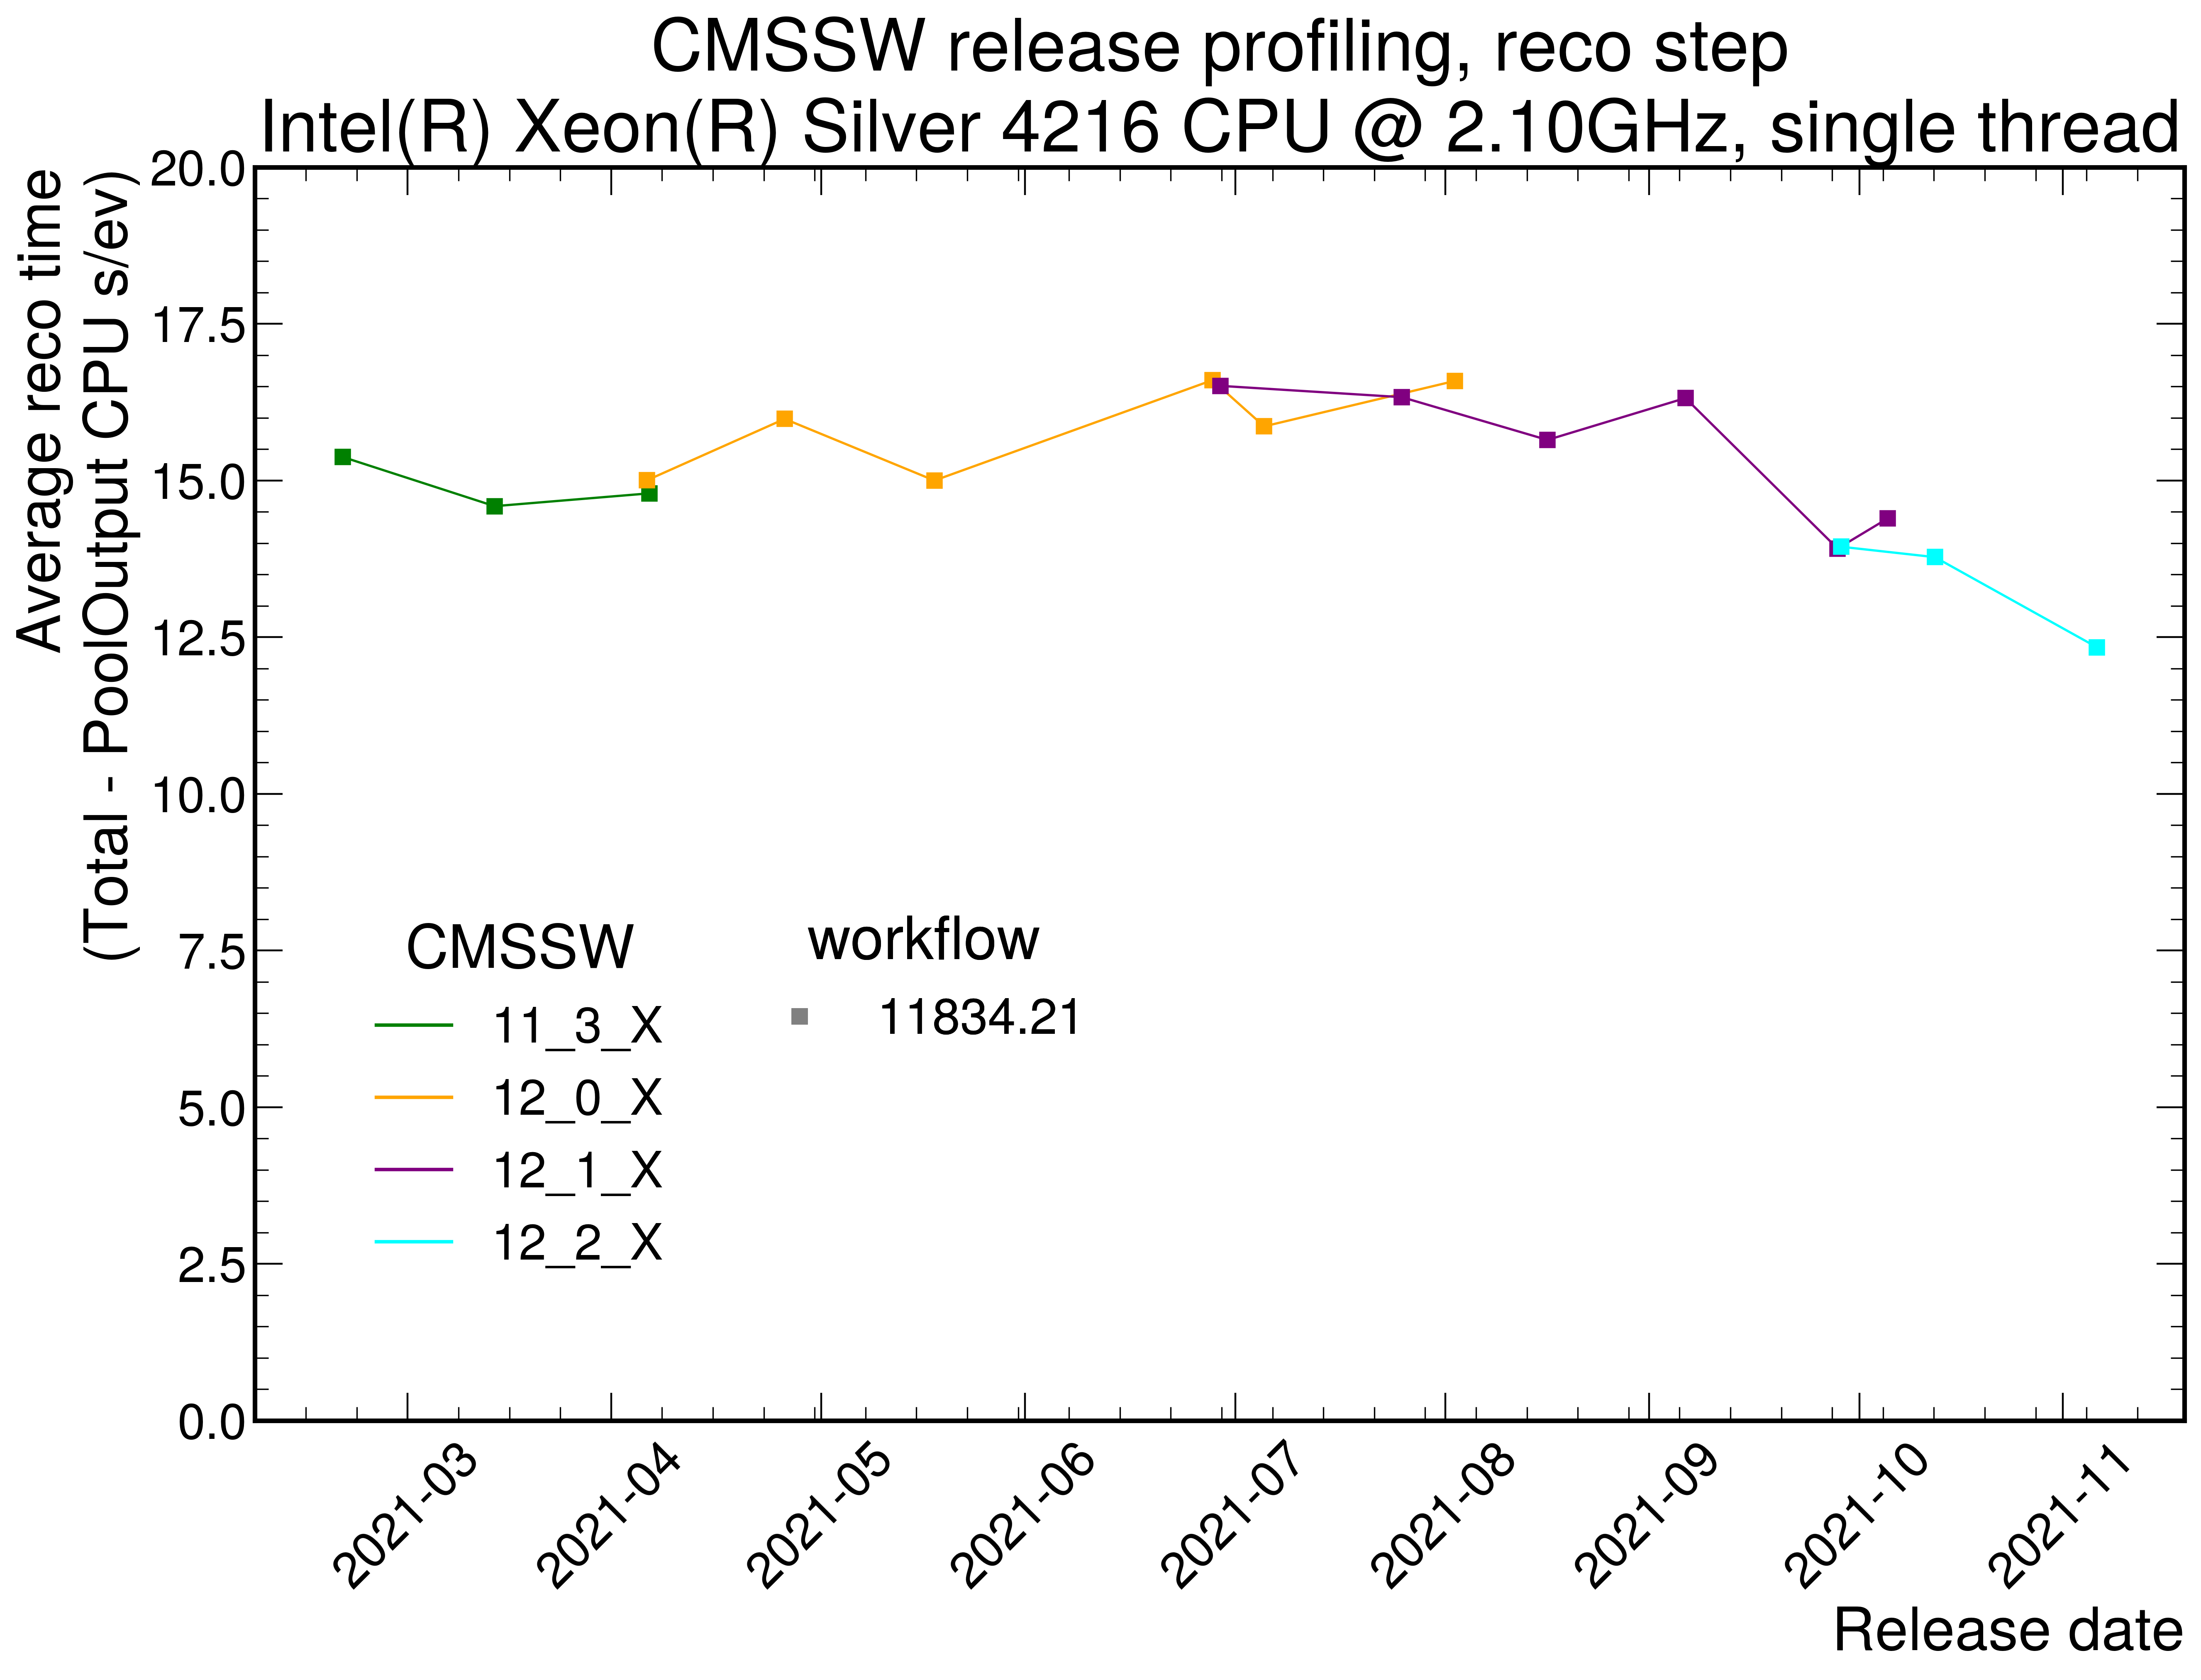 CMSSW release profiling, reco step
Intel(R) Xeon(R) Silver 4216 CPU @ 2.10GHz, single thread
Average reco time
(Total - PoolOutput CPU s/ev)
20.0
17.5
15.0
12.5
10.0
7.5
5.0
2.5
0.0
CMSSW
11_3_X
12_0_X
12_1_X
12_2_X
workflow
11834.21
2021-03
2021-04
2021-05
2021-06
2021-07
2021-08
2021-09
2021-10
2021-11
Release date